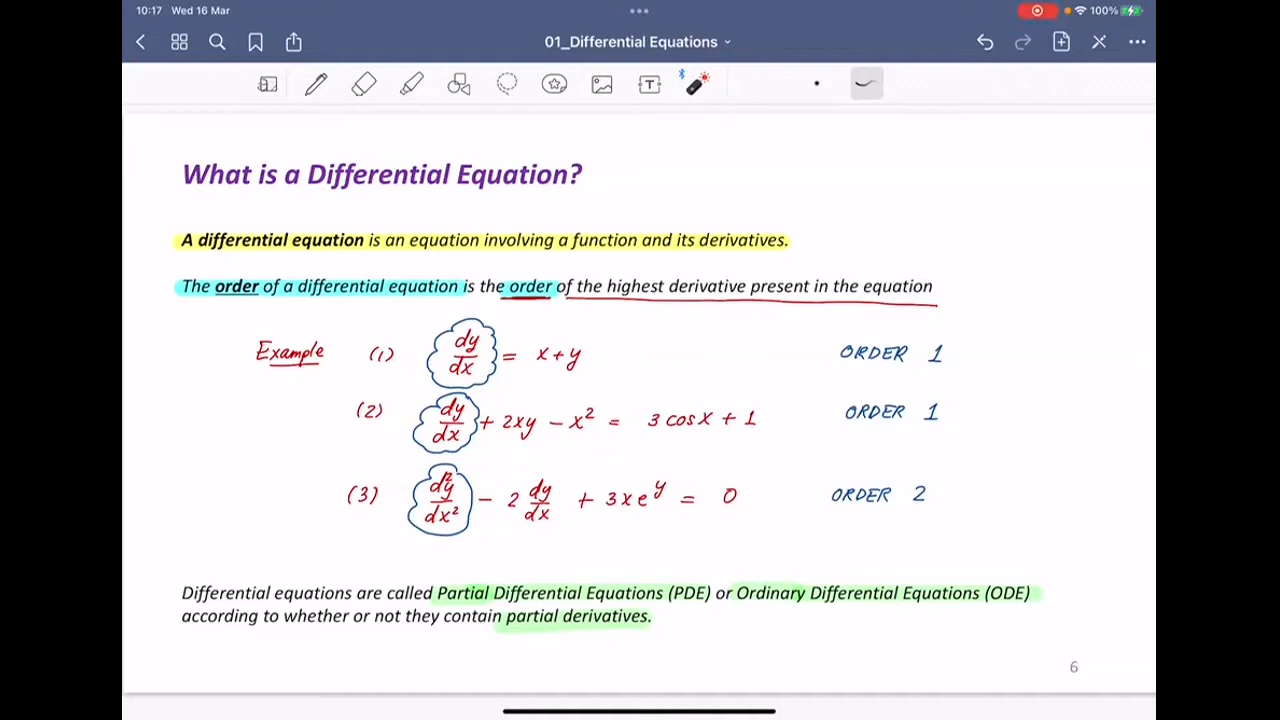 10:17 Wed 16 Mar
100%
01_Differential Equations
What is a Differential Equation?
A differential equation is an equation involving a function and its derivatives.
The order of a differential equation is the order of the highest derivative present in the equation
Example (1) dy/dx = x+y ORDER 1
(2) dy/dx + 2xy - x² = 3 cosx + 1 ORDER 1
(3) d²y/dx² - 2 dy/dx + 3xe^y = 0 ORDER 2
Differential equations are called Partial Differential Equations (PDE) or Ordinary Differential Equations (ODE)
according to whether or not they contain partial derivatives.
6